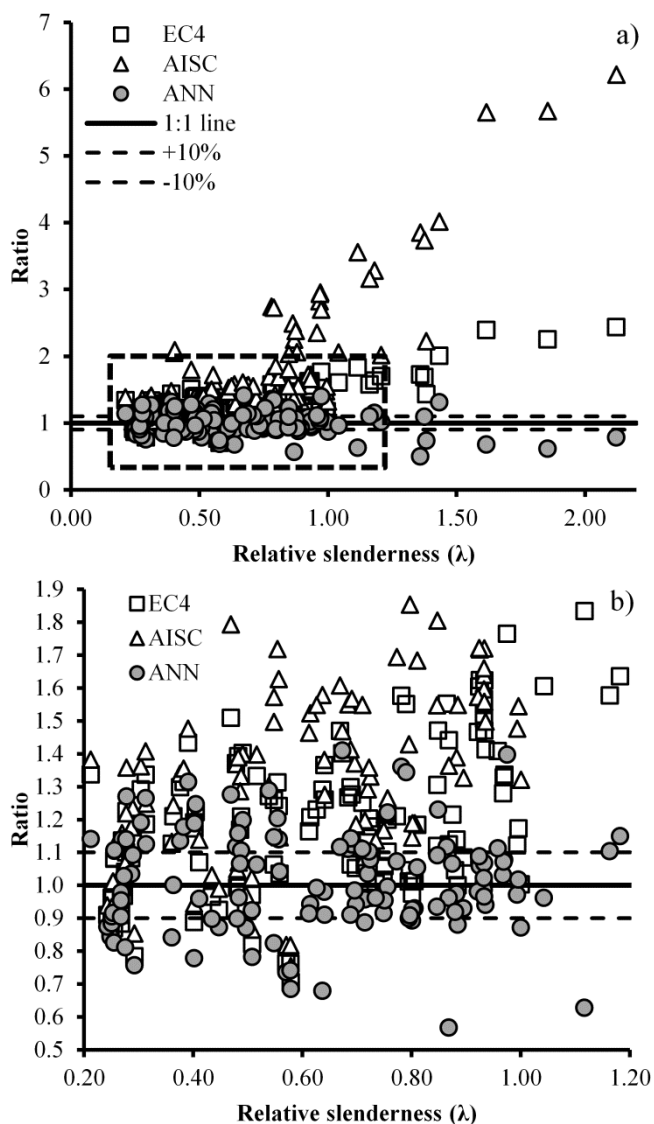 a)
EC4
AISC
ANN
1:1 line
+10%
-10%
7
6
5
4
3
2
1
0
Ratio
0.00 0.50 1.00 1.50 2.00
Relative slenderness (λ)
b)
EC4
AISC
ANN
1.9
1.8
1.7
1.6
1.5
1.4
1.3
1.2
1.1
1.0
0.9
0.8
0.7
0.6
0.5
Ratio
0.20 0.40 0.60 0.80 1.00 1.20
Relative slenderness (λ)